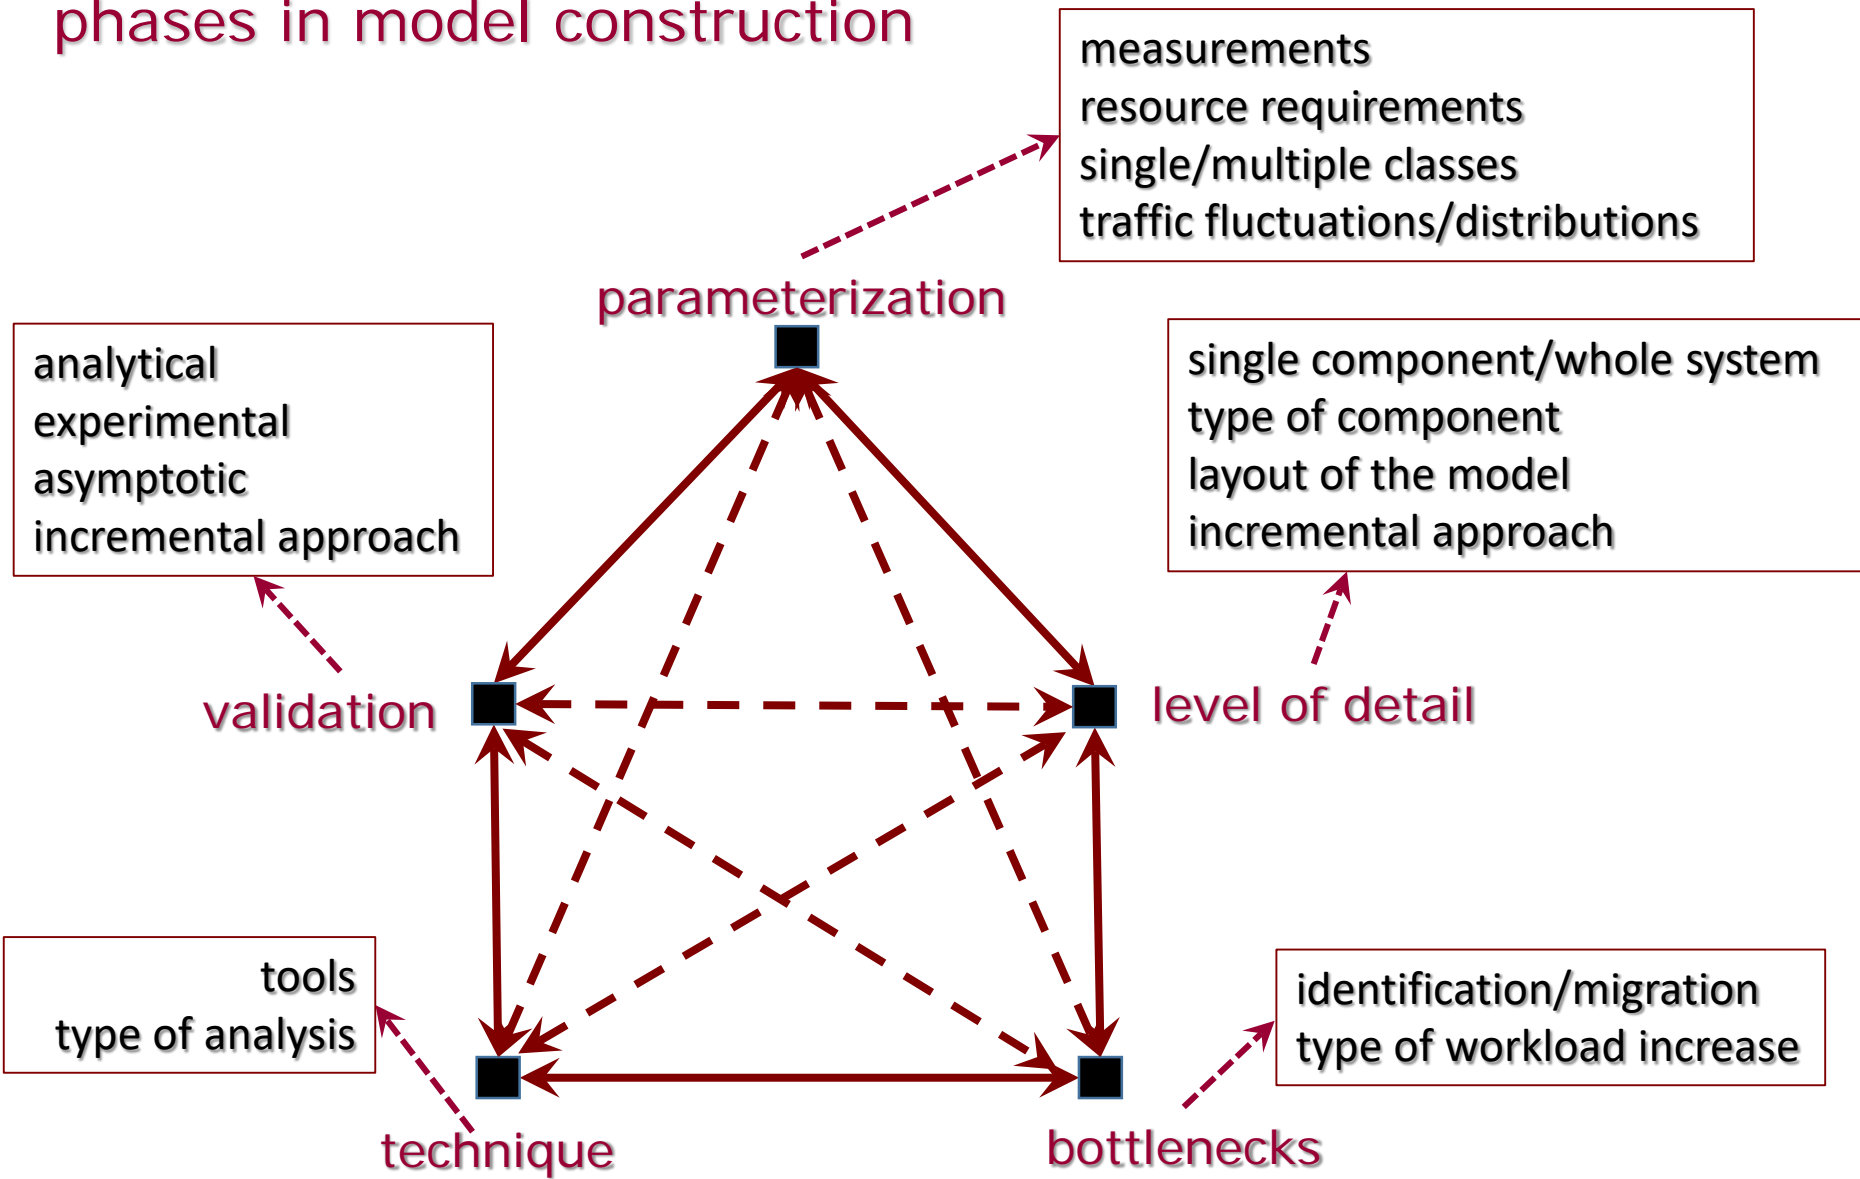 phases in model construction
measurements
resource requirements
single/multiple classes
traffic fluctuations/distributions
parameterization
analytical
experimental
asymptotic
incremental approach
single component/whole system
type of component
layout of the model
incremental approach
validation
level of detail
tools
type of analysis
identification/migration
type of workload increase
technique
bottlenecks